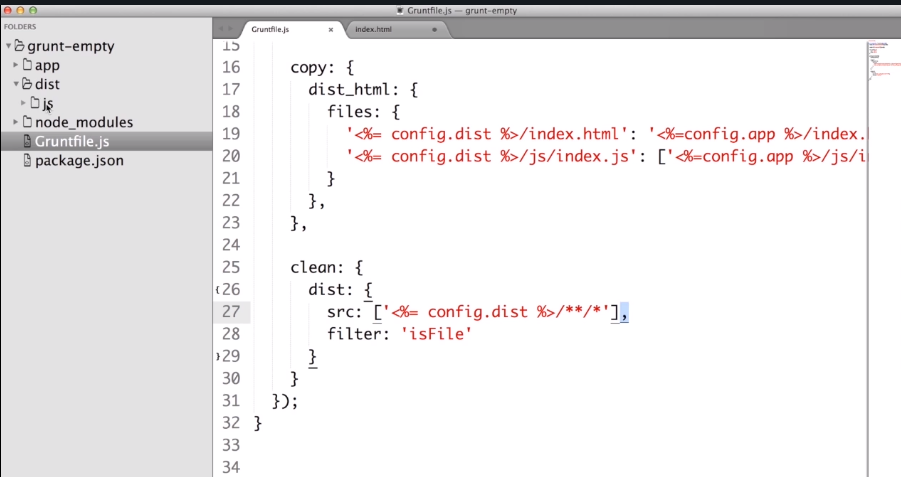 Gruntfile.js — grunt-empty
FOLDERS
grunt-empty
app
dist
js
node_modules
Gruntfile.js
package.json
Gruntfile.js × index.html
15
16 copy: {
17 dist_html: {
18 files: {
19 '<%= config.dist %>/index.html': '<%=config.app %>/index.
20 '<%= config.dist %>/js/index.js': ['<%=config.app %>/js/i
21 }
22 },
23 },
24
25 clean: {
26 dist: {
27 src: ['<%= config.dist %>/**/*'],
28 filter: 'isFile'
29 }
30 }
31 });
32 }
33
34